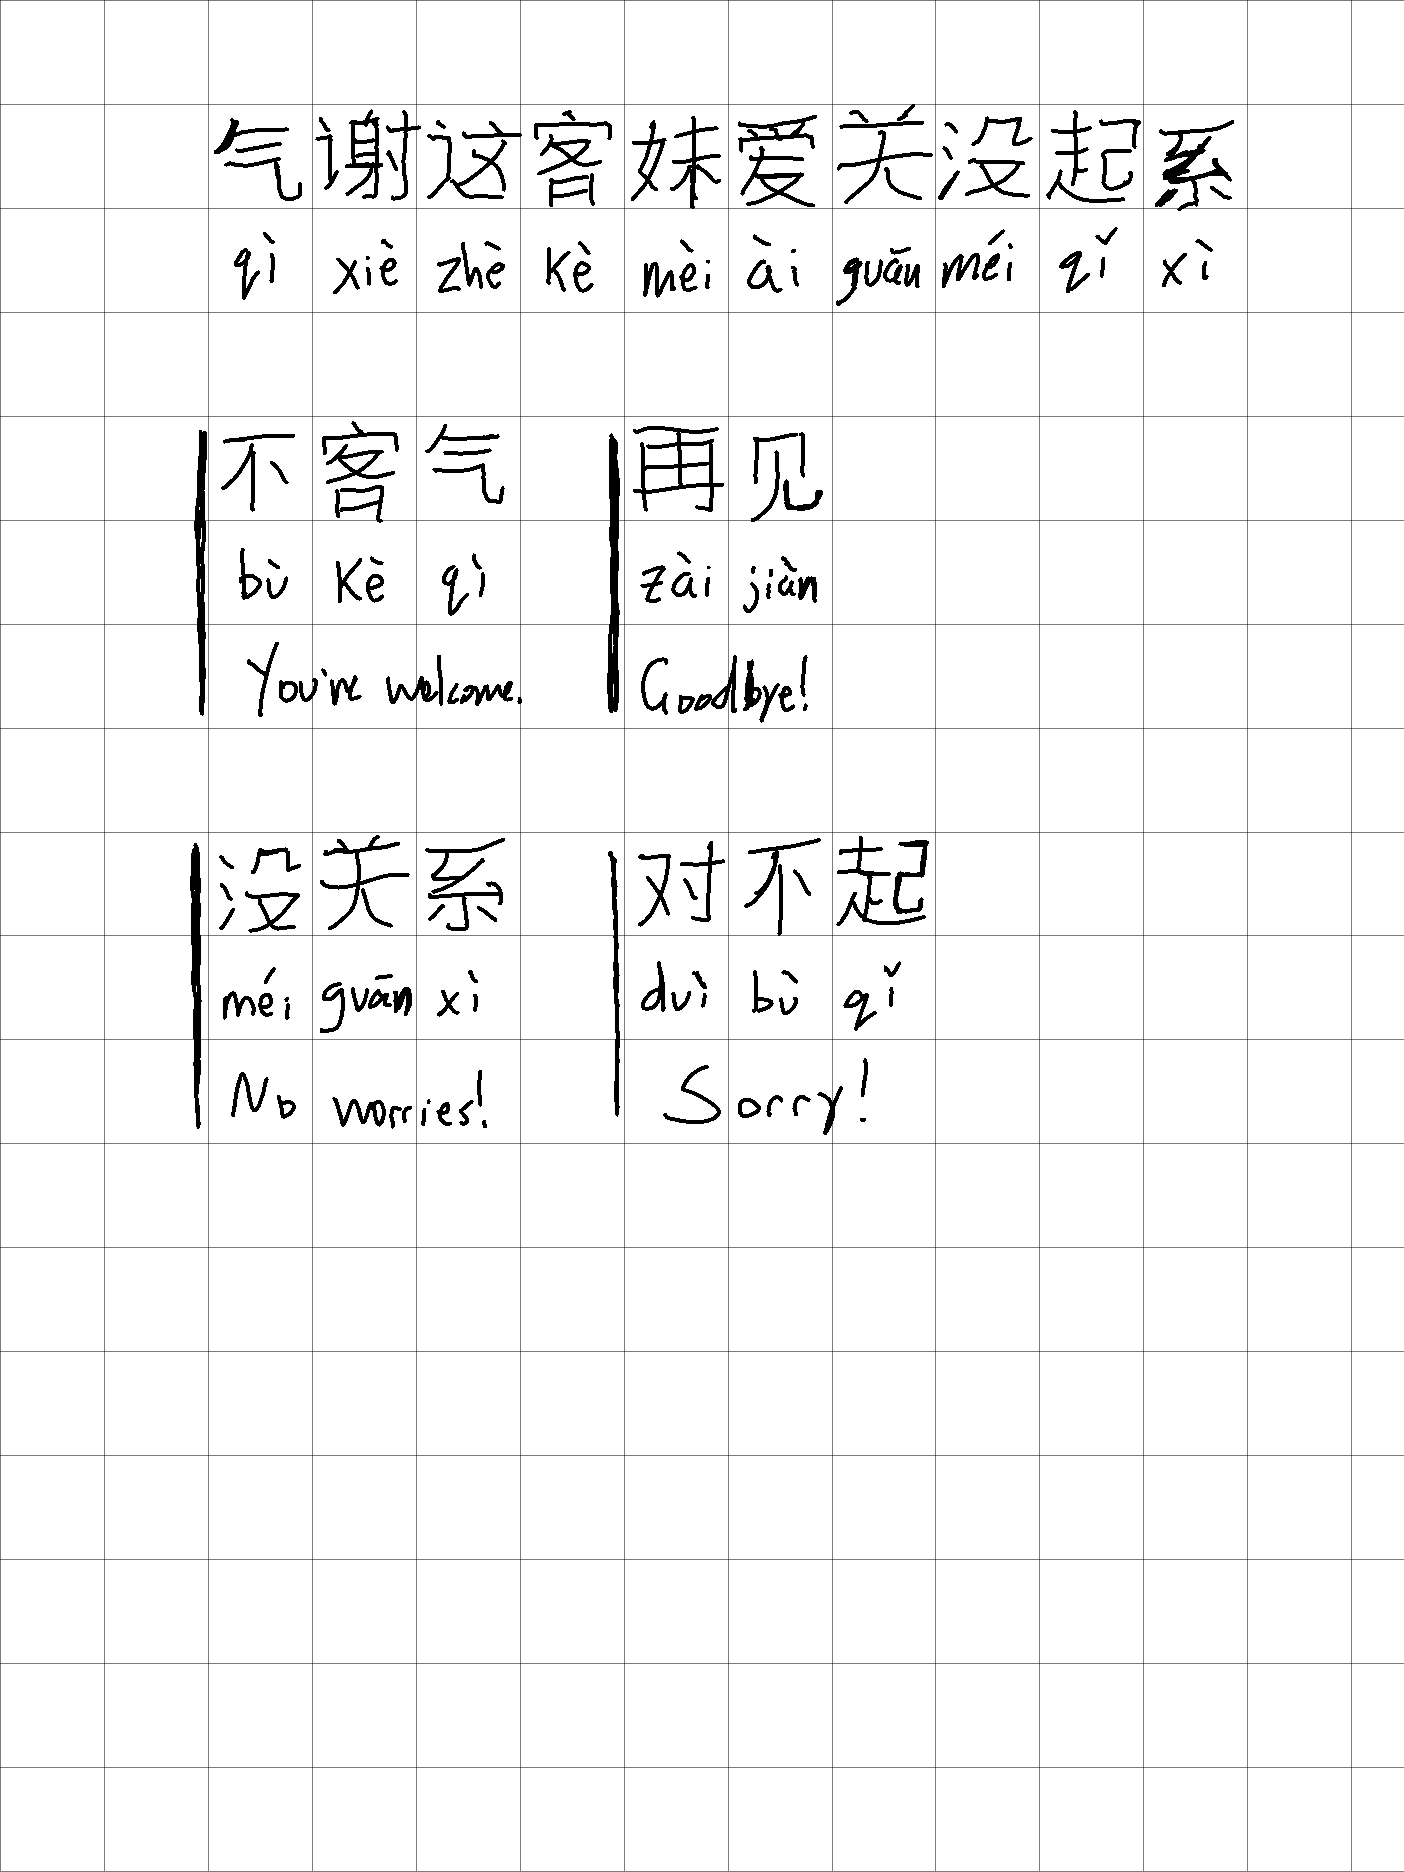 气谢这客妹爱关没起系
qì xiè zhè kè mèi ài guān méi qǐ xì
不客气
bù kè qì
You're welcome.
再见
zài jiàn
Goodbye!
没关系
méi guān xì
No worries!
对不起
duì bù qǐ
Sorry!